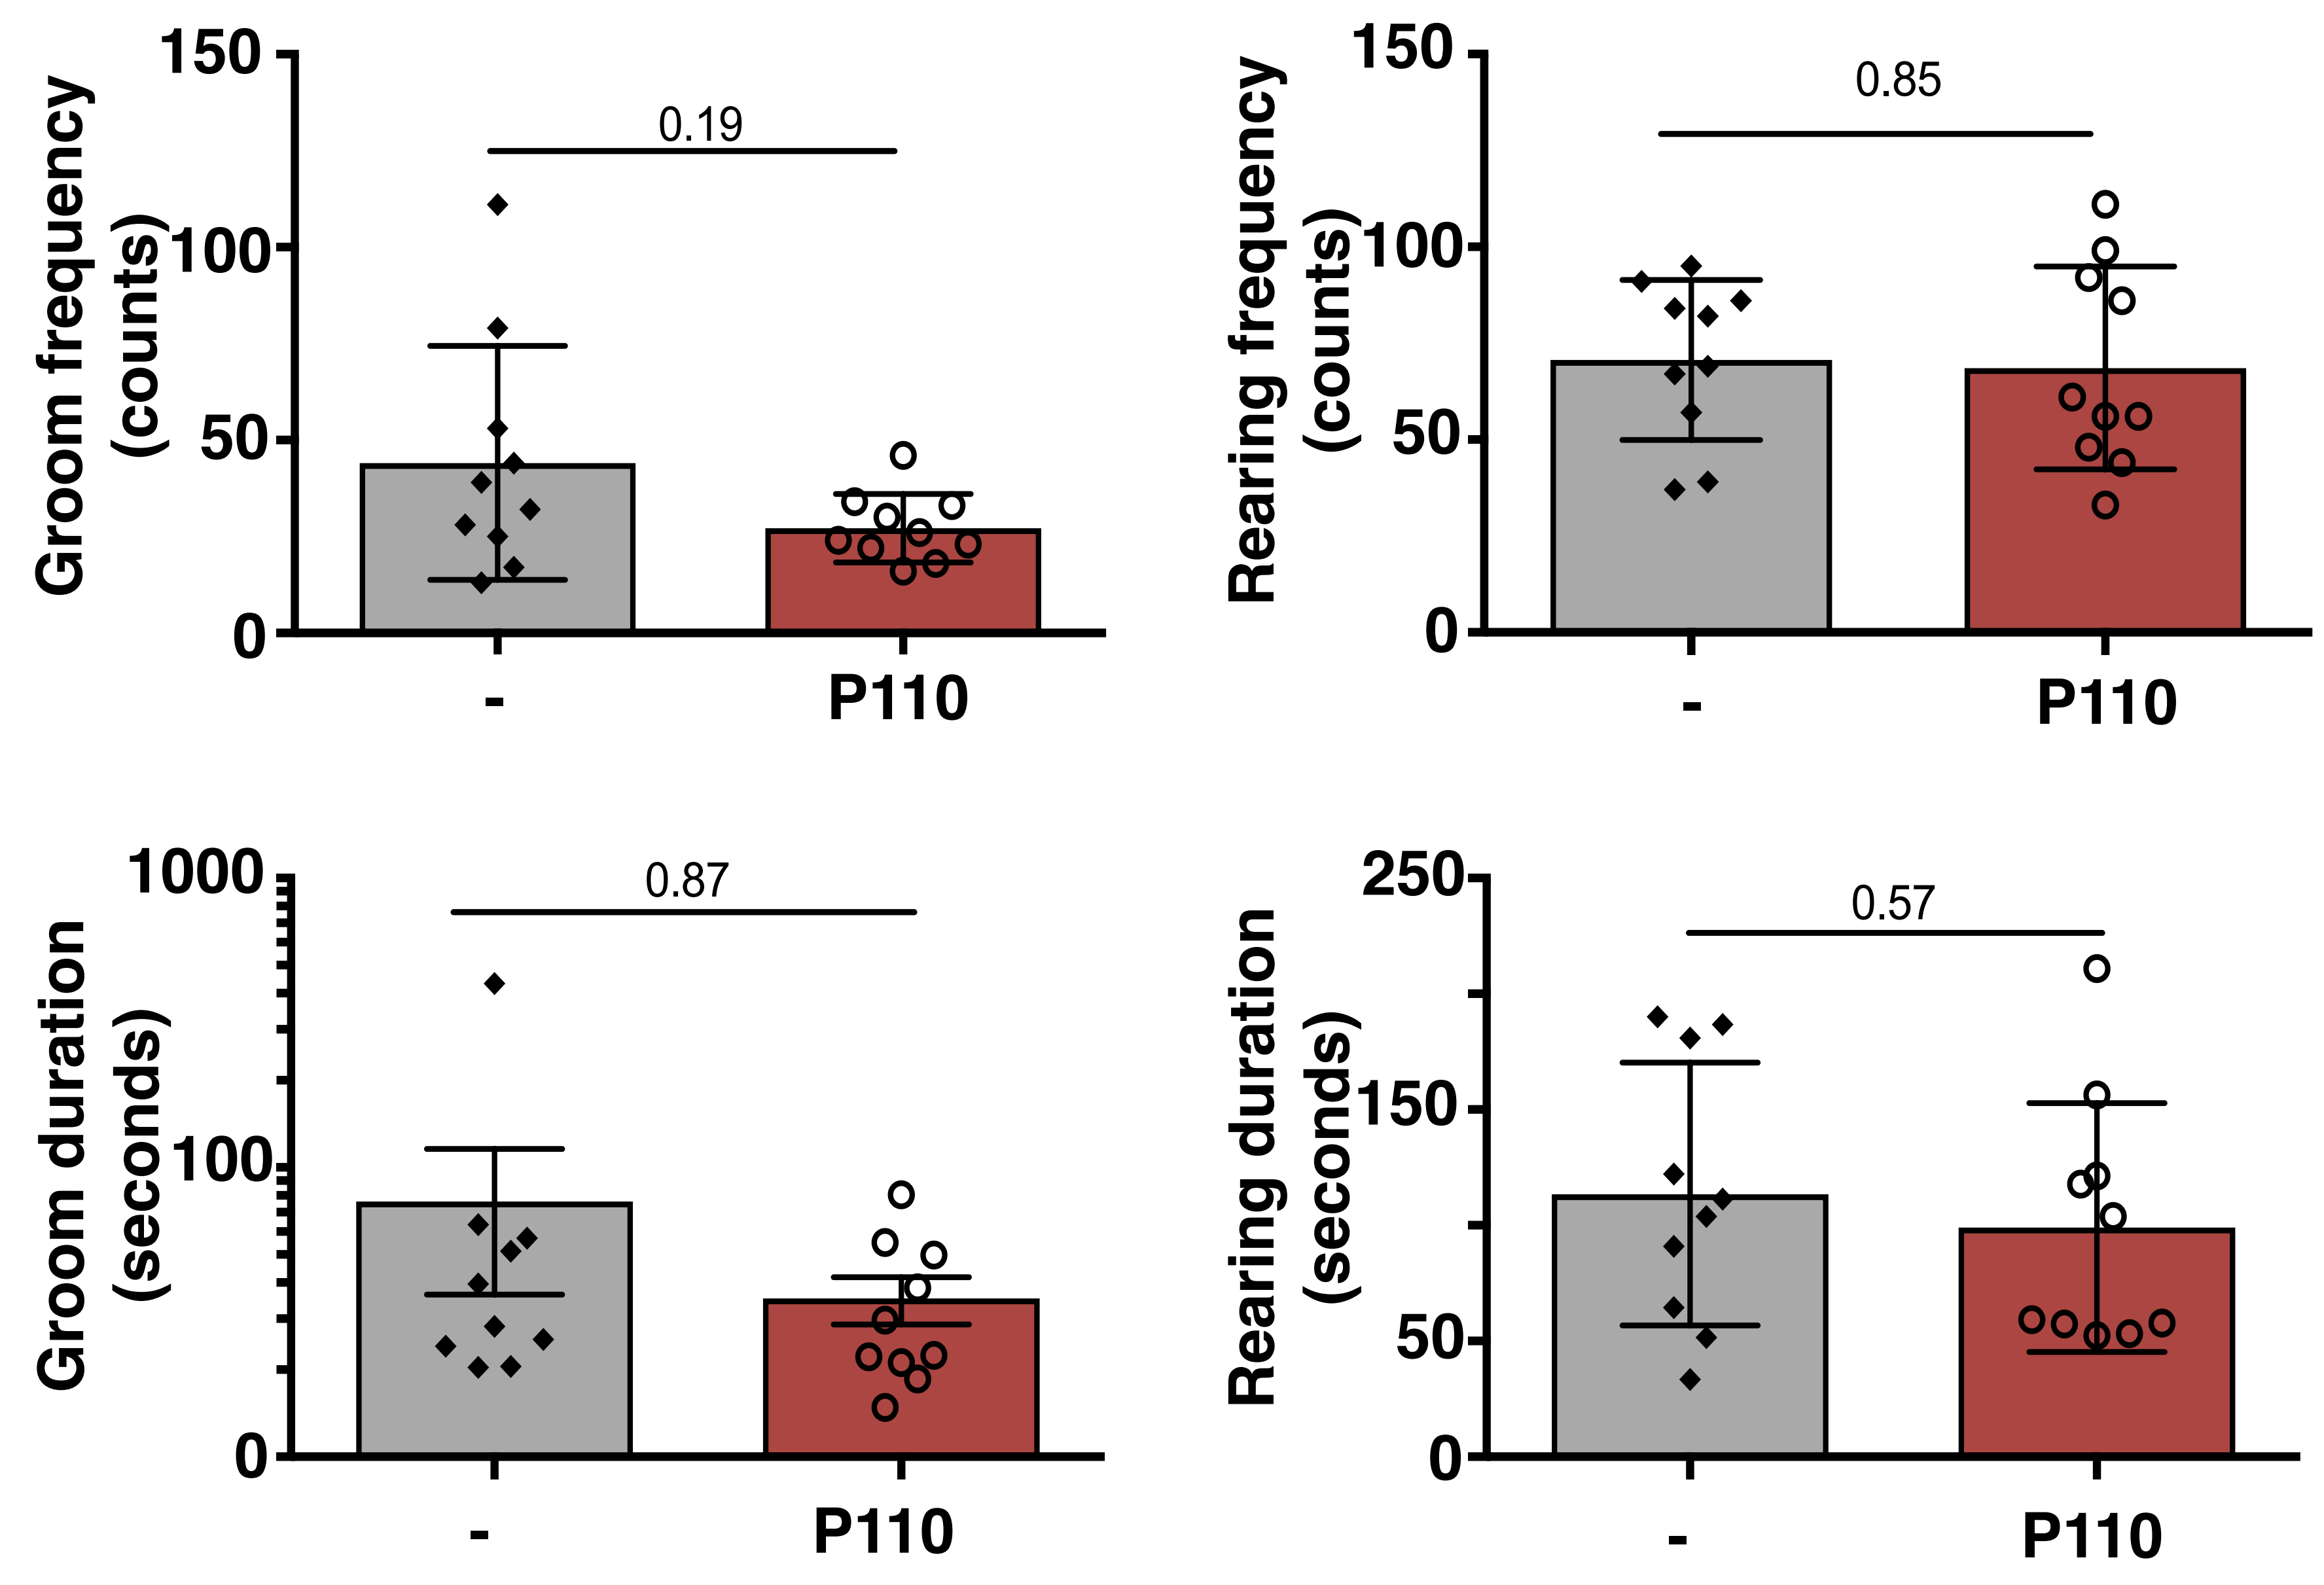 Groom frequency
(counts)
150
100
50
0
0.19
-
P110
Rearing frequency
(counts)
150
100
50
0
0.85
-
P110
Groom duration
(seconds)
1000
100
0
0.87
-
P110
Rearing duration
(seconds)
250
150
50
0
0.57
-
P110